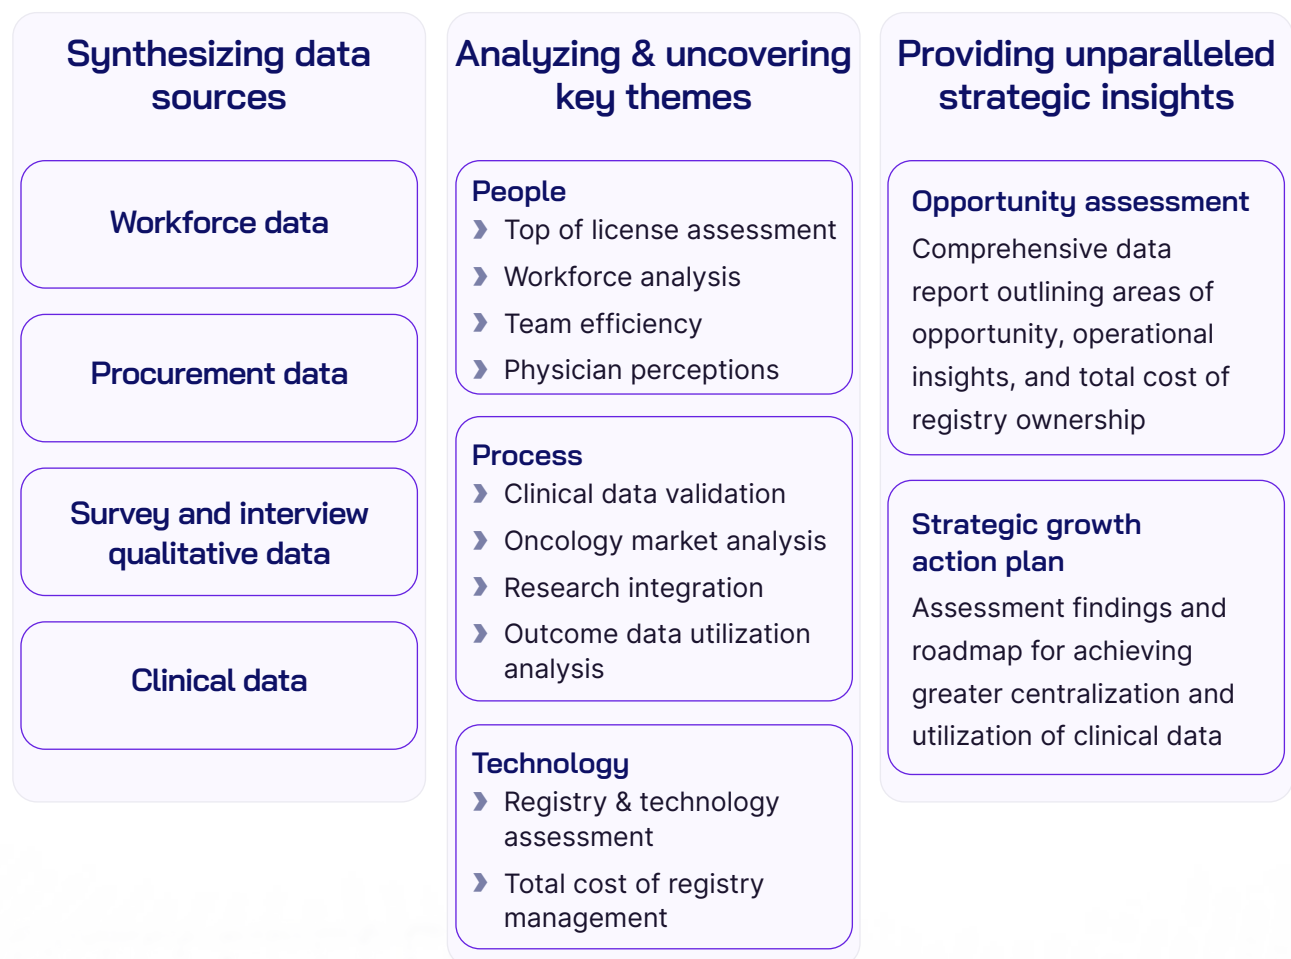 Synthesizing data
sources
Workforce data
Procurement data
Survey and interview
qualitative data
Clinical data
Analyzing & uncovering
key themes
People
Top of license assessment
Workforce analysis
Team efficiency
Physician perceptions
Process
Clinical data validation
Oncology market analysis
Research integration
Outcome data utilization
analysis
Technology
Registry & technology
assessment
Total cost of registry
management
Providing unparalleled
strategic insights
Opportunity assessment
Comprehensive data
report outlining areas of
opportunity, operational
insights, and total cost of
registry ownership
Strategic growth
action plan
Assessment findings and
roadmap for achieving
greater centralization and
utilization of clinical data